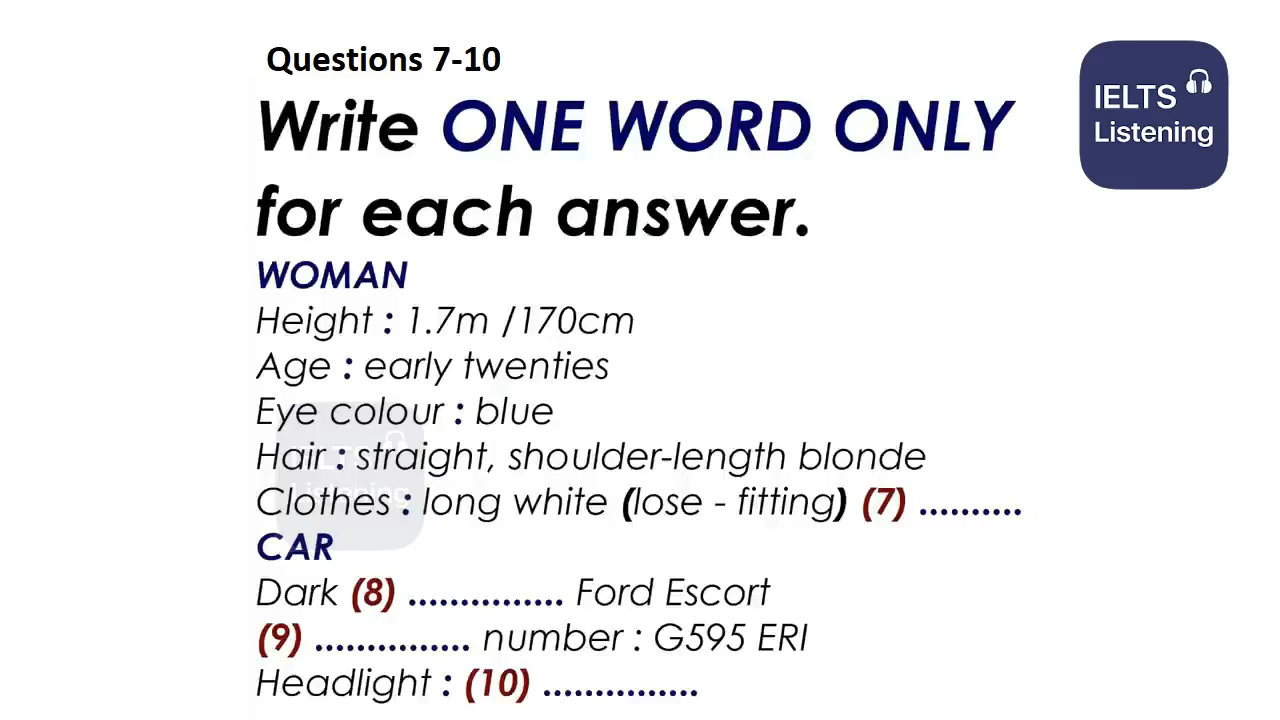 Questions 7-10
Write ONE WORD ONLY
for each answer.
IELTS
Listening
WOMAN
Height : 1.7m /170cm
Age : early twenties
Eye colour : blue
Hair : straight, shoulder-length blonde
Clothes : long white (lose - fitting) (7) ..........
CAR
Dark (8) ............... Ford Escort
(9) ............... number : G595 ERI
Headlight : (10) ...............
IELTS
Listening